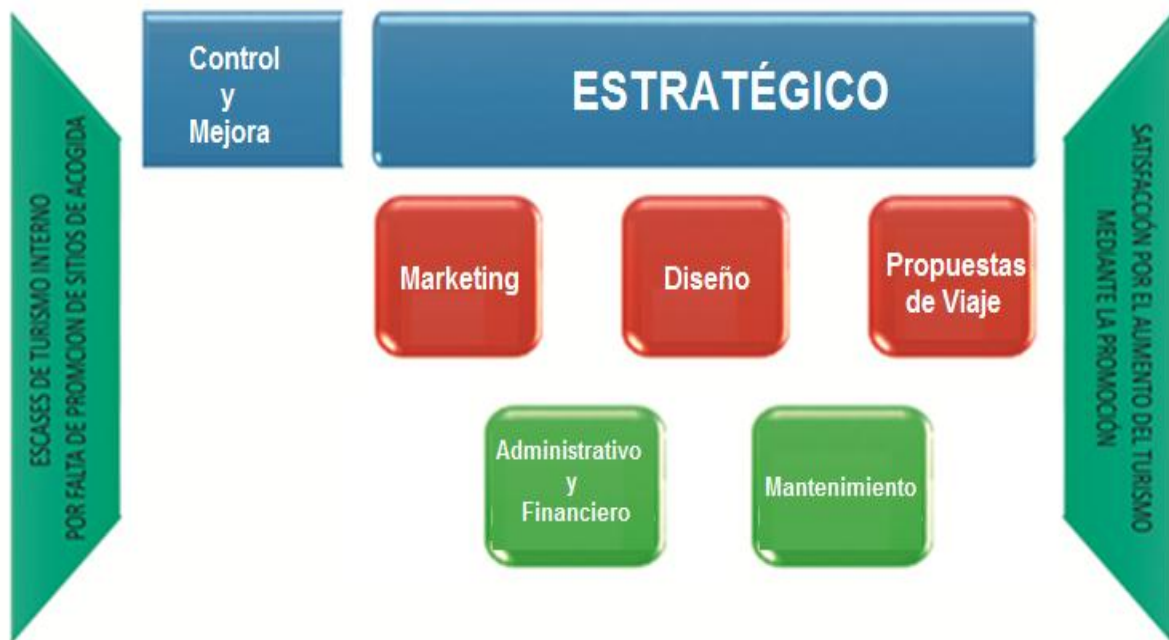 ESCASES DE TURISMO INTERNO
POR FALTA DE PROMCION DE SITIOS DE ACOGIDA
Control
y
Mejora
ESTRATÉGICO
Marketing
Diseño
Propuestas
de Viaje
Administrativo
y
Financiero
Mantenimiento
SATISFACCIÓN POR EL AUMENTO DEL TURISMO
MEDIANTE LA PROMOCIÓN